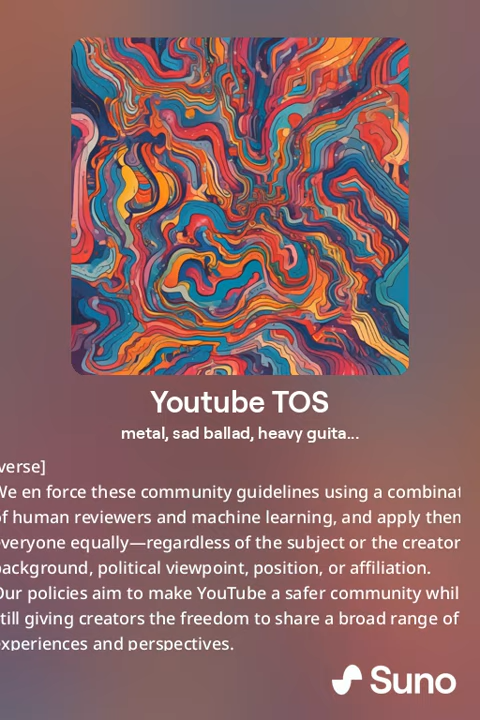 Youtube TOS
metal, sad ballad, heavy guita...
verse]
We en force these community guidelines using a combinat
of human reviewers and machine learning, and apply them
everyone equally—regardless of the subject or the creator
background, political viewpoint, position, or affiliation.
Our policies aim to make YouTube a safer community whil
still giving creators the freedom to share a broad range of
experiences and perspectives.
Suno